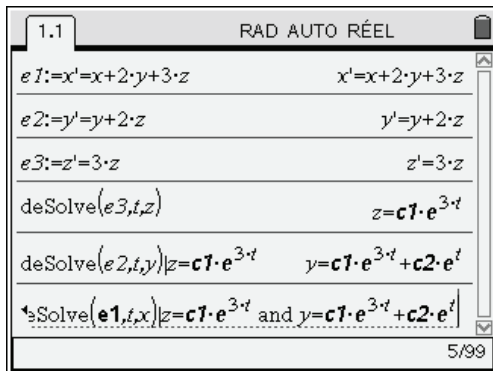 1.1 RAD AUTO RÉEL
e1:=x'=x+2·y+3·z x'=x+2·y+3·z
e2:=y'=y+2·z y'=y+2·z
e3:=z'=3·z z'=3·z
deSolve(e3,t,z) z=c1·e^(3·t)
deSolve(e2,t,y)|z=c1·e^(3·t) y=c1·e^(3·t)+c2·e^t
eSolve(e1,t,x)|z=c1·e^(3·t) and y=c1·e^(3·t)+c2·e^t
5/99